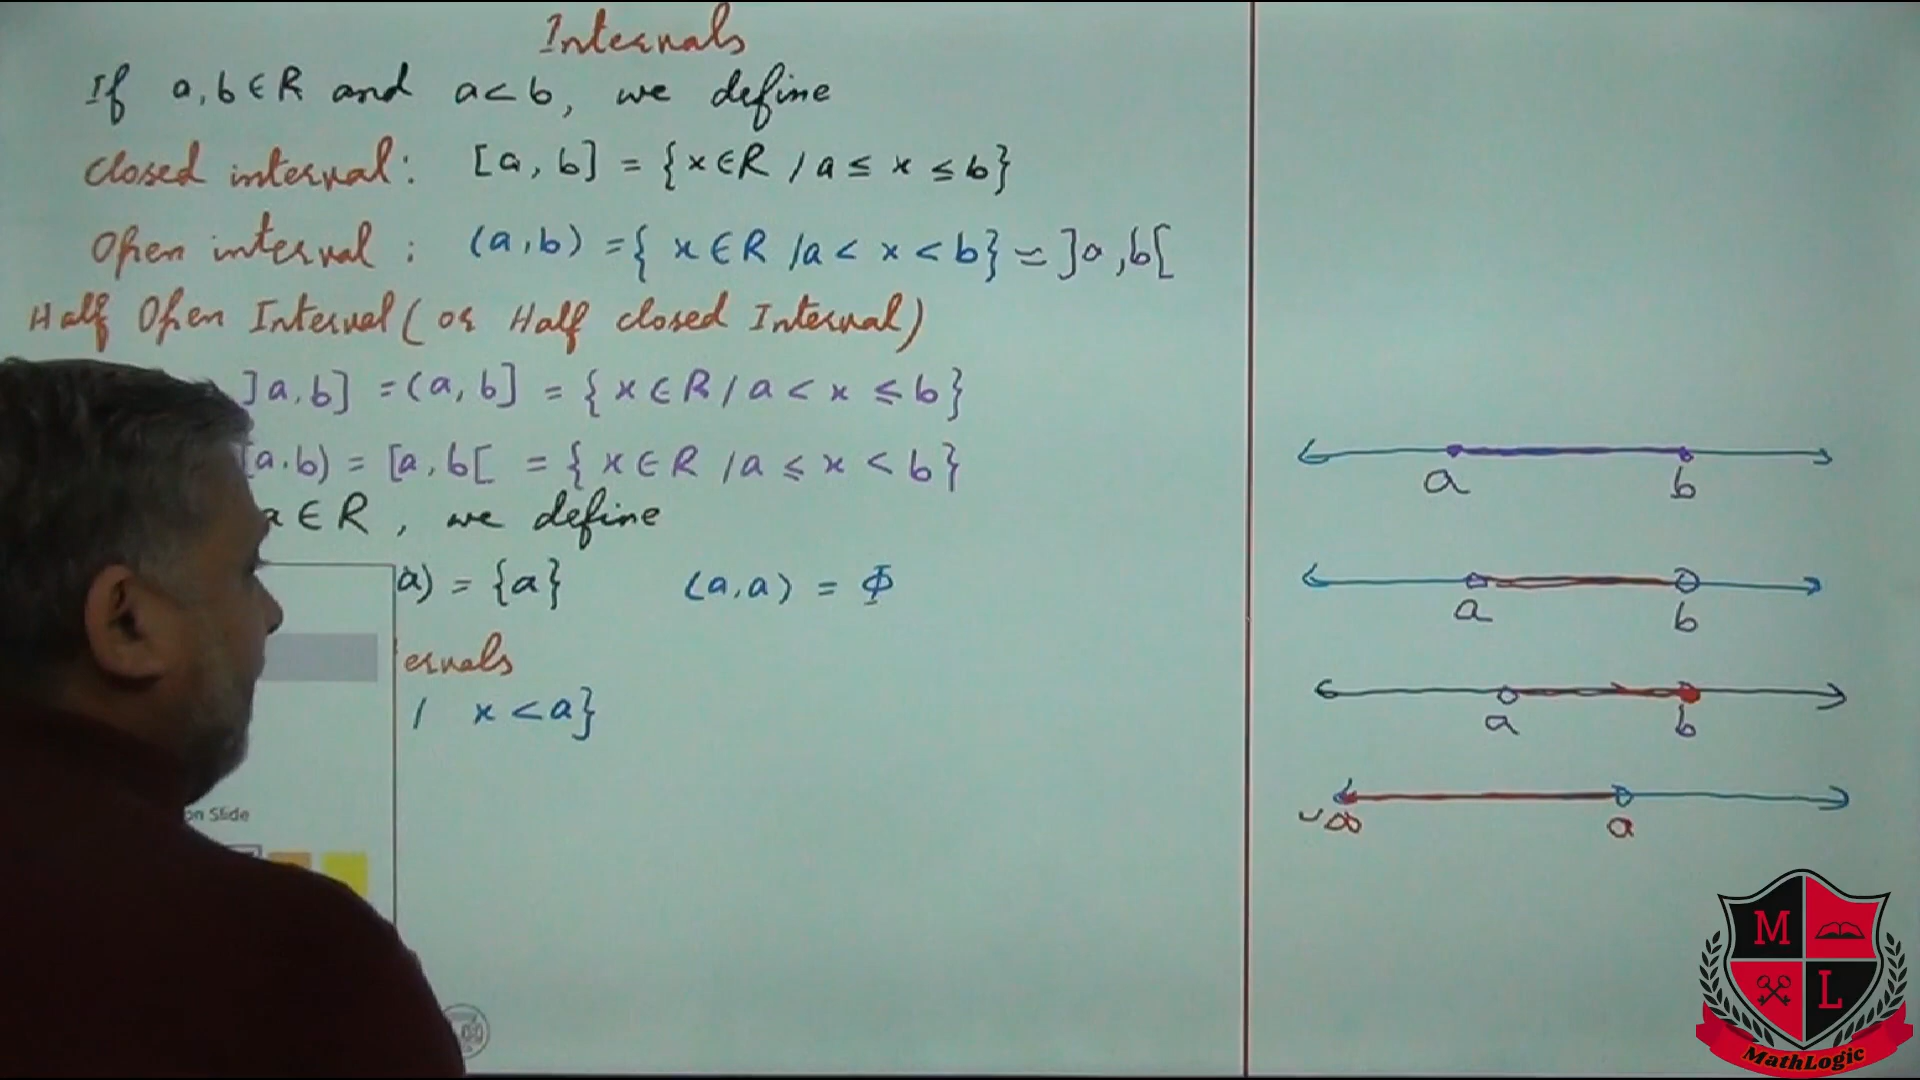 Intervals
If a, b ∈ R and a < b, we define
closed interval: [a, b] = {x ∈ R / a ≤ x ≤ b}
Open interval : (a, b) = { x ∈ R / a < x < b} = ]a, b[
Half Open Interval (or Half closed Interval)
]a, b] = (a, b] = { x ∈ R / a < x ≤ b}
[a, b) = [a, b[ = { x ∈ R / a ≤ x < b}
a ∈ R , we define
a) = {a} (a, a) = Φ
ervals
/ x < a}
on Slide
a b
a b
a b
-∞ a
M
L
MathLogic